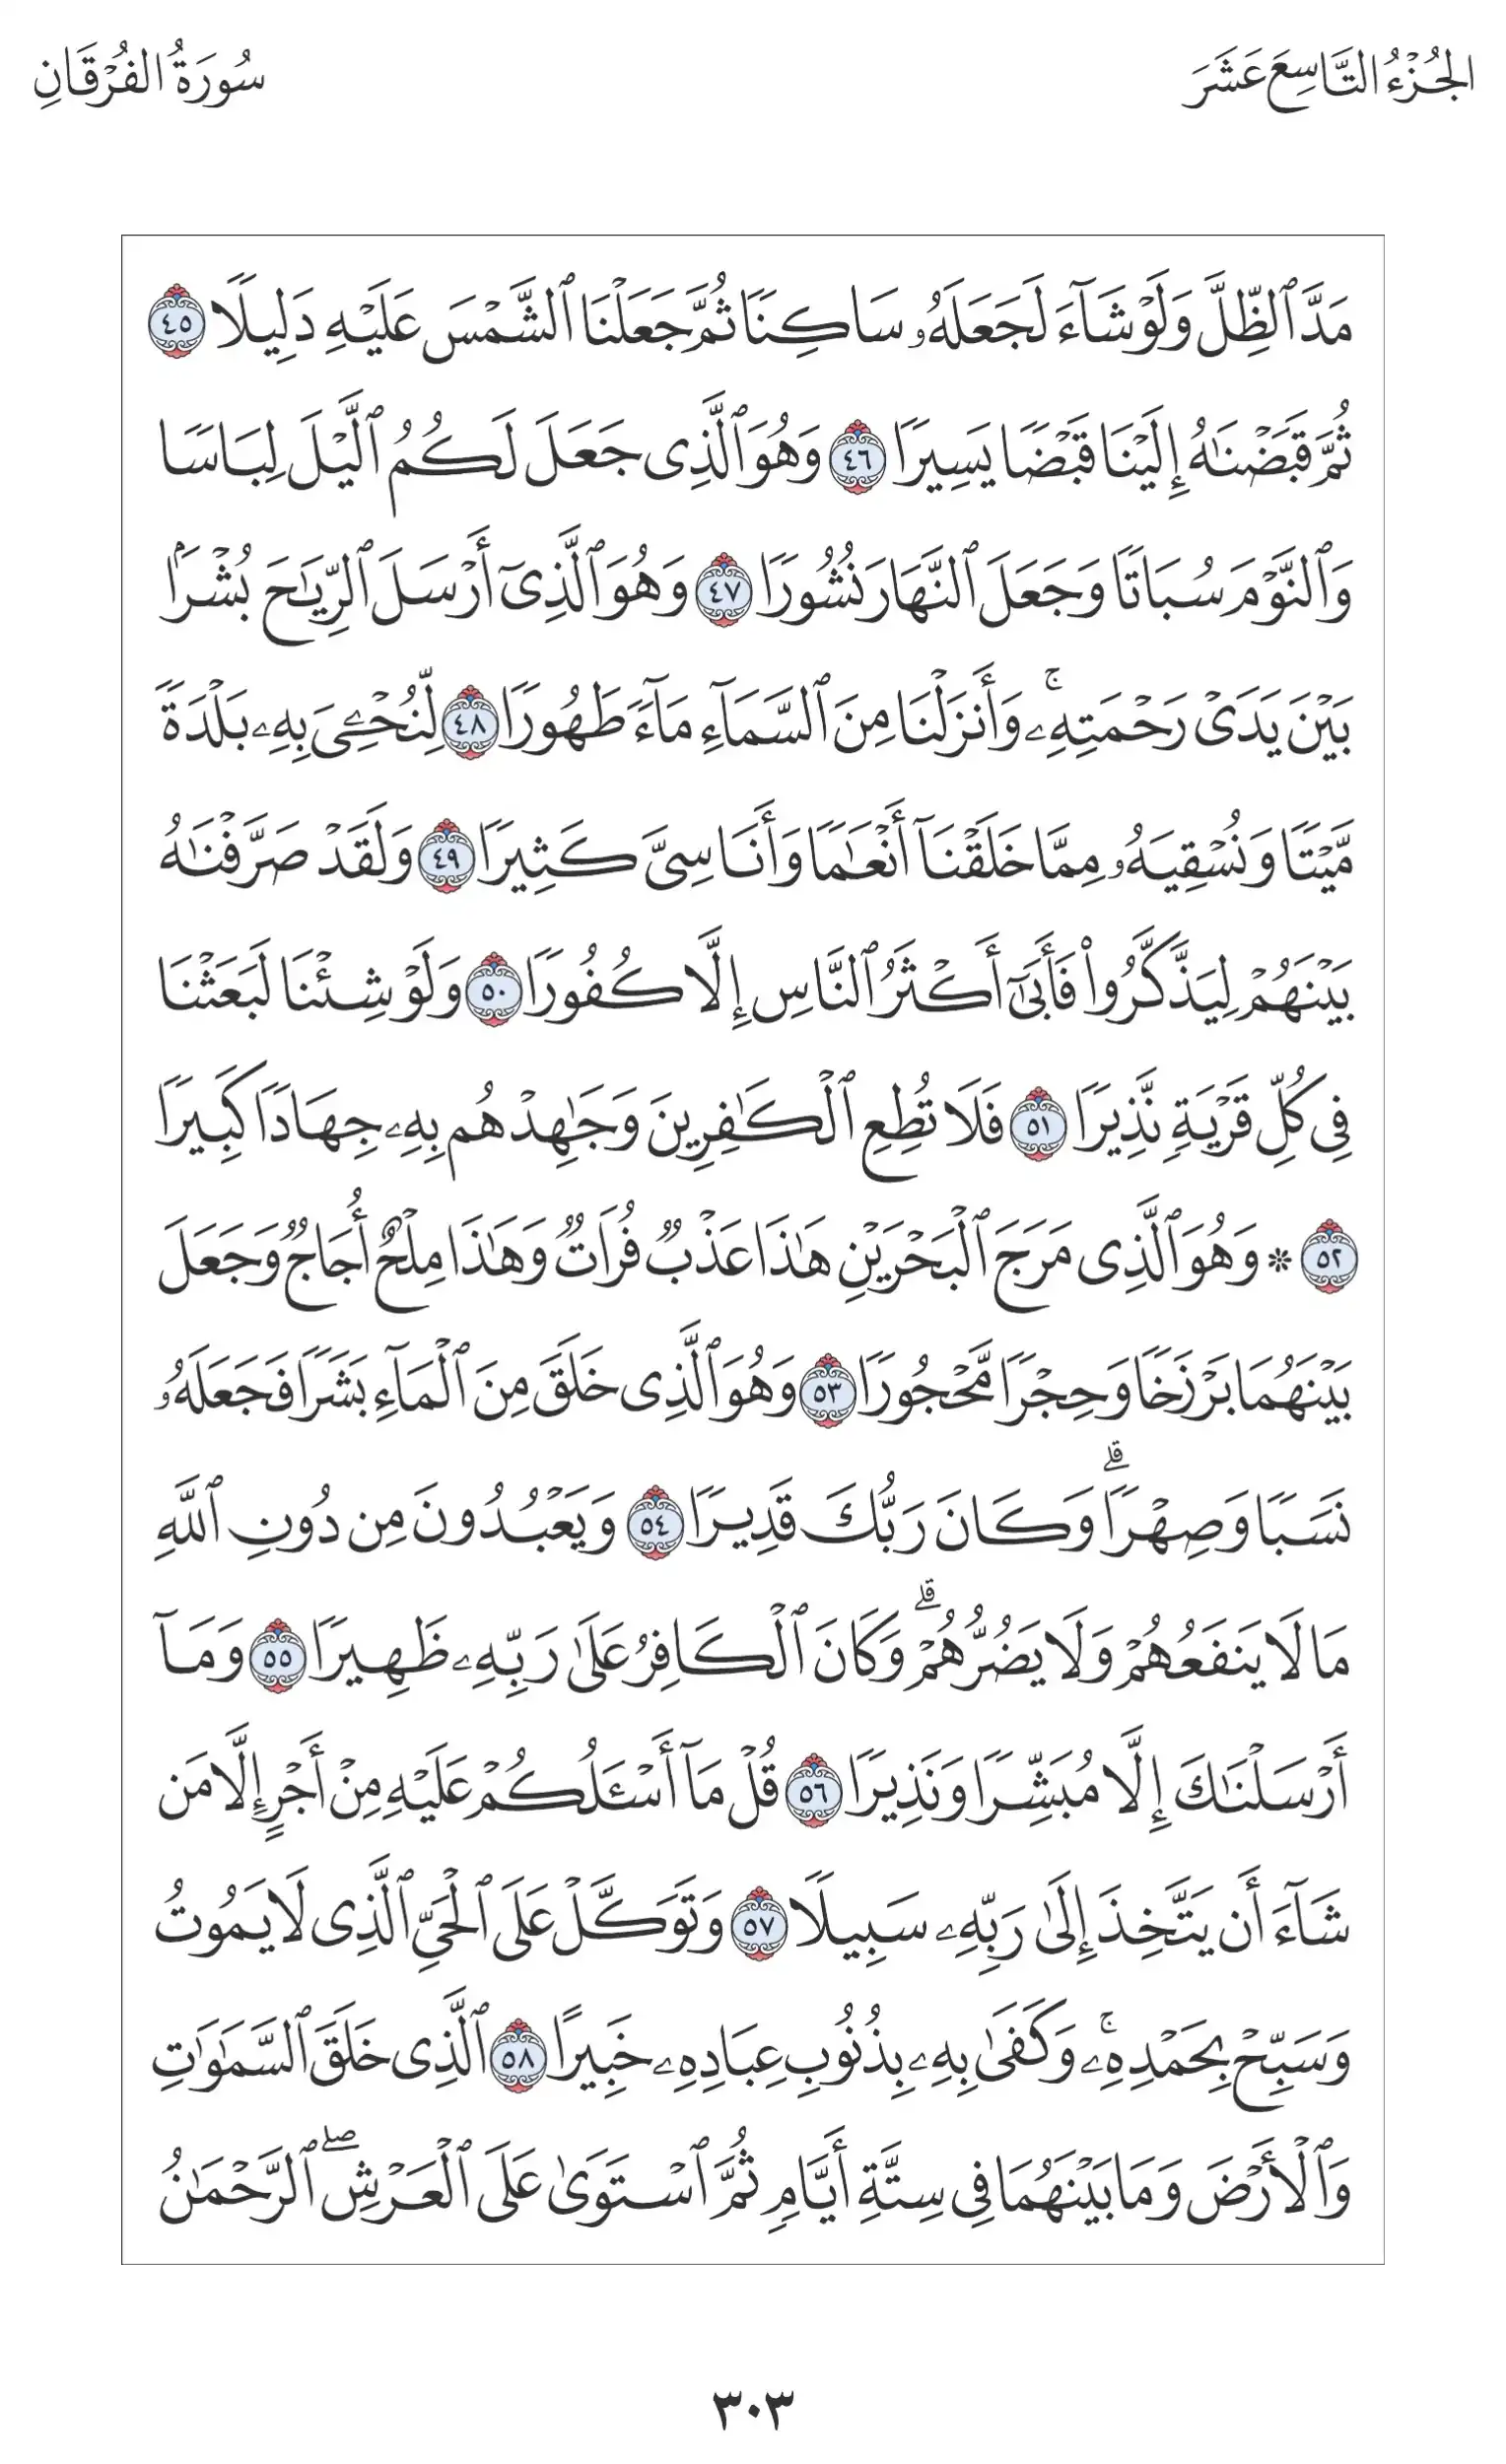 الجُزْءُ التَّاسِعَ عَشَرَ
سُورَةُ الفُرْقَانِ
مَدَّ ٱلظِّلَّ وَلَوْ شَآءَ لَجَعَلَهُۥ سَاكِنًا ثُمَّ جَعَلْنَا ٱلشَّمْسَ عَلَيْهِ دَلِيلًا ٤٥
ثُمَّ قَبَضْنَٰهُ إِلَيْنَا قَبْضًا يَسِيرًا ٤٦ وَهُوَ ٱلَّذِى جَعَلَ لَكُمُ ٱلَّيْلَ لِبَاسًا
وَٱلنَّوْمَ سُبَاتًا وَجَعَلَ ٱلنَّهَارَ نُشُورًا ٤٧ وَهُوَ ٱلَّذِىٓ أَرْسَلَ ٱلرِّيَٰحَ بُشْرَۢا
بَيْنَ يَدَىْ رَحْمَتِهِۦۚ وَأَنزَلْنَا مِنَ ٱلسَّمَآءِ مَآءً طَهُورًا ٤٨ لِّنُحْـِۧىَ بِهِۦ بَلْدَةً
مَّيْتًا وَنُسْقِيَهُۥ مِمَّا خَلَقْنَآ أَنْعَٰمًا وَأَنَاسِىَّ كَثِيرًا ٤٩ وَلَقَدْ صَرَّفْنَٰهُ
بَيْنَهُمْ لِيَذَّكَّرُوا۟ فَأَبَىٰٓ أَكْثَرُ ٱلنَّاسِ إِلَّا كُفُورًا ٥٠ وَلَوْ شِئْنَا لَبَعَثْنَا
فِى كُلِّ قَرْيَةٍ نَّذِيرًا ٥١ فَلَا تُطِعِ ٱلْكَٰفِرِينَ وَجَٰهِدْهُم بِهِۦ جِهَادًا كَبِيرًا
٥٢ * وَهُوَ ٱلَّذِى مَرَجَ ٱلْبَحْرَيْنِ هَٰذَا عَذْبٌ فُرَاتٌ وَهَٰذَا مِلْحٌ أُجَاجٌ وَجَعَلَ
بَيْنَهُمَا بَرْزَخًا وَحِجْرًا مَّحْجُورًا ٥٣ وَهُوَ ٱلَّذِى خَلَقَ مِنَ ٱلْمَآءِ بَشَرًا فَجَعَلَهُۥ
نَسَبًا وَصِهْرًاۗ وَكَانَ رَبُّكَ قَدِيرًا ٥٤ وَيَعْبُدُونَ مِن دُونِ ٱللَّهِ
مَا لَا يَنفَعُهُمْ وَلَا يَضُرُّهُمْۗ وَكَانَ ٱلْكَافِرُ عَلَىٰ رَبِّهِۦ ظَهِيرًا ٥٥ وَمَآ
أَرْسَلْنَٰكَ إِلَّا مُبَشِّرًا وَنَذِيرًا ٥٦ قُلْ مَآ أَسْـَٔلُكُمْ عَلَيْهِ مِنْ أَجْرٍ إِلَّا مَن
شَآءَ أَن يَتَّخِذَ إِلَىٰ رَبِّهِۦ سَبِيلًا ٥٧ وَتَوَكَّلْ عَلَى ٱلْحَىِّ ٱلَّذِى لَا يَمُوتُ
وَسَبِّحْ بِحَمْدِهِۦۚ وَكَفَىٰ بِهِۦ بِذُنُوبِ عِبَادِهِۦ خَبِيرًا ٥٨ ٱلَّذِى خَلَقَ ٱلسَّمَٰوَٰتِ
وَٱلْأَرْضَ وَمَا بَيْنَهُمَا فِى سِتَّةِ أَيَّامٍ ثُمَّ ٱسْتَوَىٰ عَلَى ٱلْعَرْشِۖ ٱلرَّحْمَٰنُ
٣٠٣